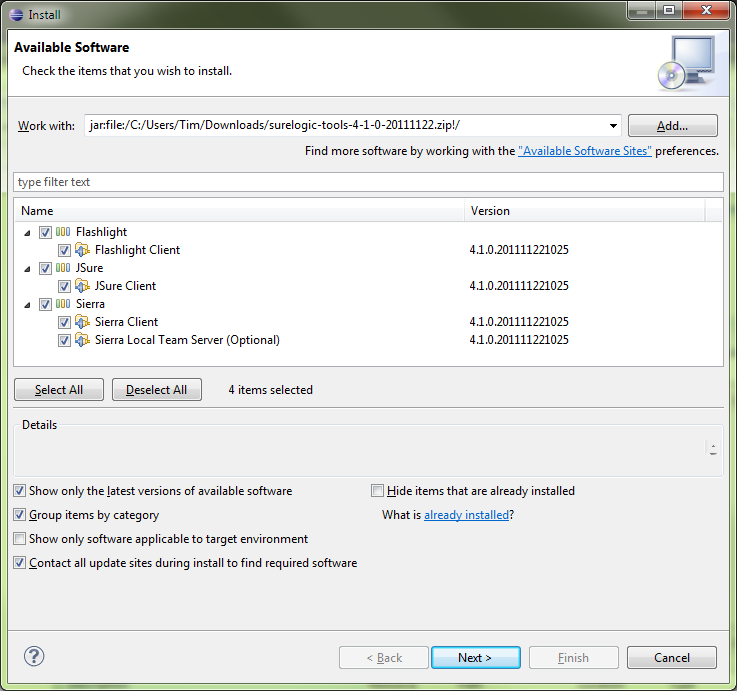 Install
Available Software
Check the items that you wish to install.
Work with: jar:file:/C:/Users/Tim/Downloads/surelogic-tools-4-1-0-20111122.zip!/ Add...
Find more software by working with the "Available Software Sites" preferences.
type filter text
Name Version
Flashlight
Flashlight Client 4.1.0.201111221025
JSure
JSure Client 4.1.0.201111221025
Sierra
Sierra Client 4.1.0.201111221025
Sierra Local Team Server (Optional) 4.1.0.201111221025
Select All Deselect All 4 items selected
Details
Show only the latest versions of available software Hide items that are already installed
Group items by category What is already installed?
Show only software applicable to target environment
Contact all update sites during install to find required software
? < Back Next > Finish Cancel